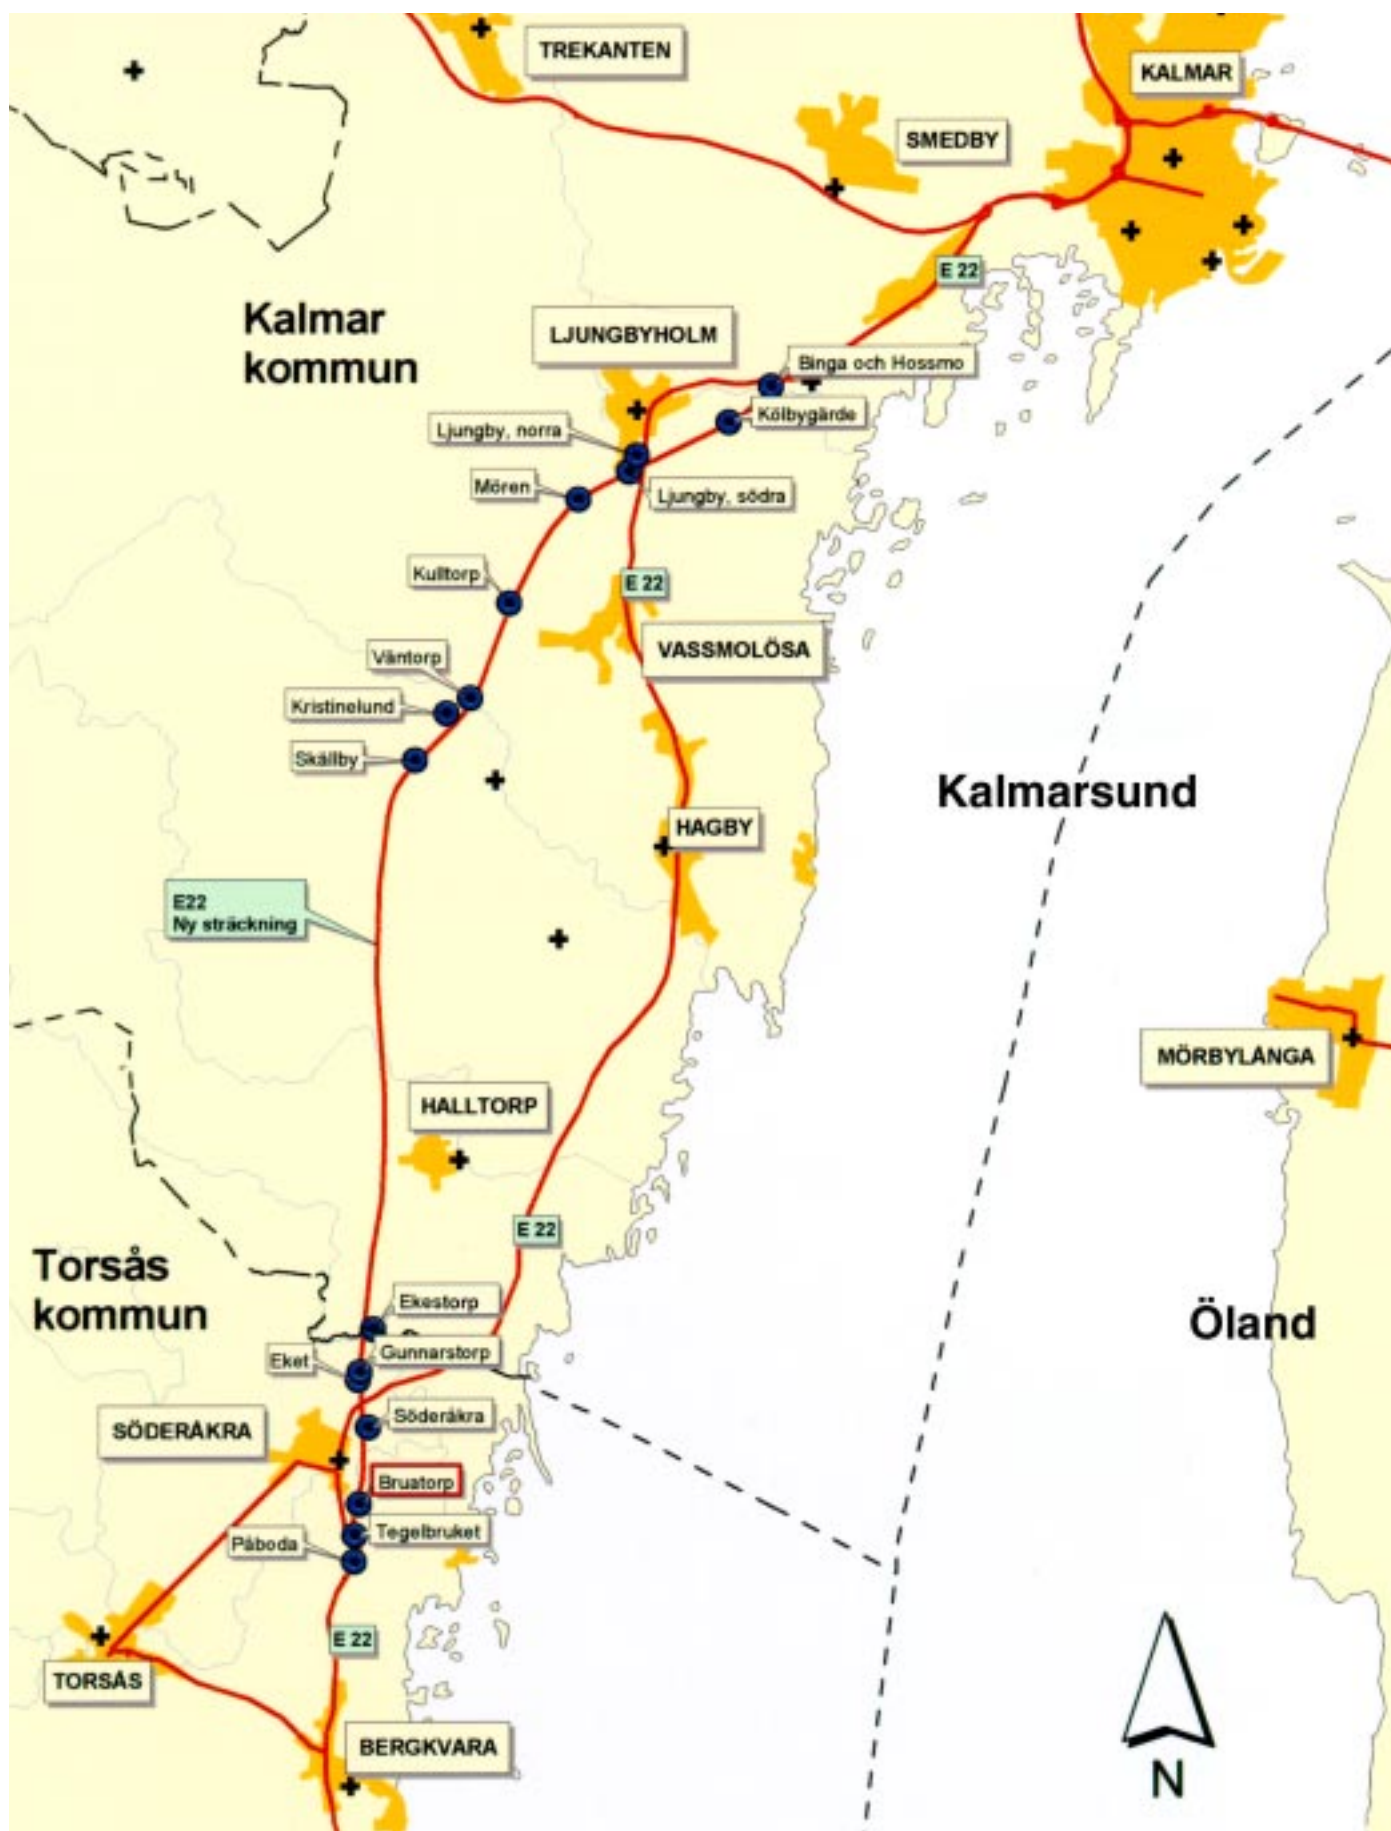 TREKANTEN
KALMAR
SMEDBY
E 22
Kalmar
kommun
LJUNGBYHOLM
Binga och Hossmo
Kölbygärde
Ljungby, norra
Mören
Ljungby, södra
Kulltorp
E 22
VASSMOLÖSA
Väntorp
Kristinelund
Skällby
Kalmarsund
HAGBY
E22
Ny sträckning
MÖRBYLÅNGA
HALLTORP
E 22
Torsås
kommun
Ekestorp
Öland
Gunnarstorp
Eket
Söderåkra
SÖDERÅKRA
Bruatorp
Tegelbruket
Påboda
E 22
TORSÅS
BERGKVARA
N